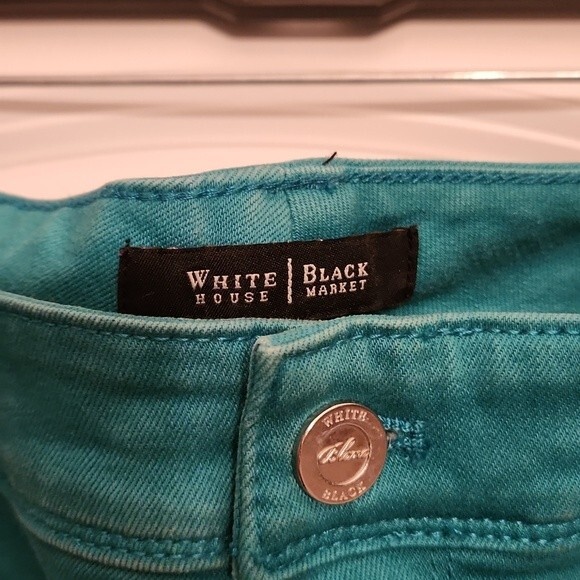 WHITE | BLACK
HOUSE | MARKET
WHITE
BLACK